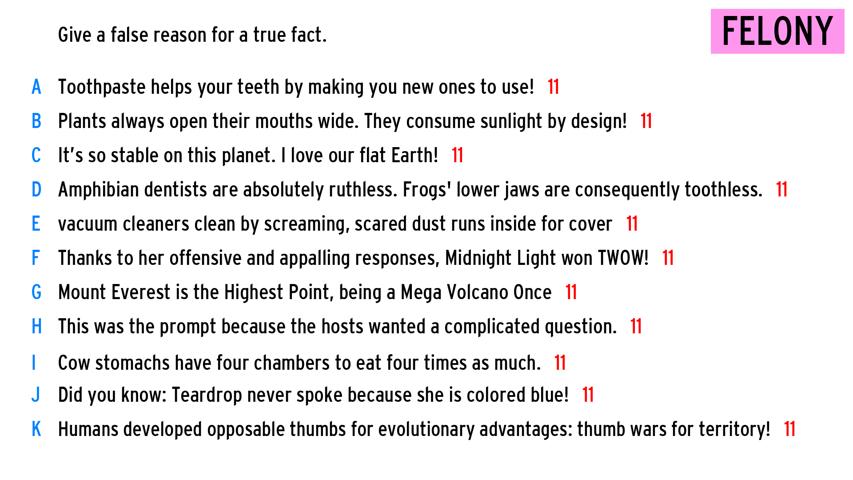 Give a false reason for a true fact.
FELONY
A Toothpaste helps your teeth by making you new ones to use! 11
B Plants always open their mouths wide. They consume sunlight by design! 11
C It’s so stable on this planet. I love our flat Earth! 11
D Amphibian dentists are absolutely ruthless. Frogs' lower jaws are consequently toothless. 11
E vacuum cleaners clean by screaming, scared dust runs inside for cover 11
F Thanks to her offensive and appalling responses, Midnight Light won TWOW! 11
G Mount Everest is the Highest Point, being a Mega Volcano Once 11
H This was the prompt because the hosts wanted a complicated question. 11
I Cow stomachs have four chambers to eat four times as much. 11
J Did you know: Teardrop never spoke because she is colored blue! 11
K Humans developed opposable thumbs for evolutionary advantages: thumb wars for territory! 11